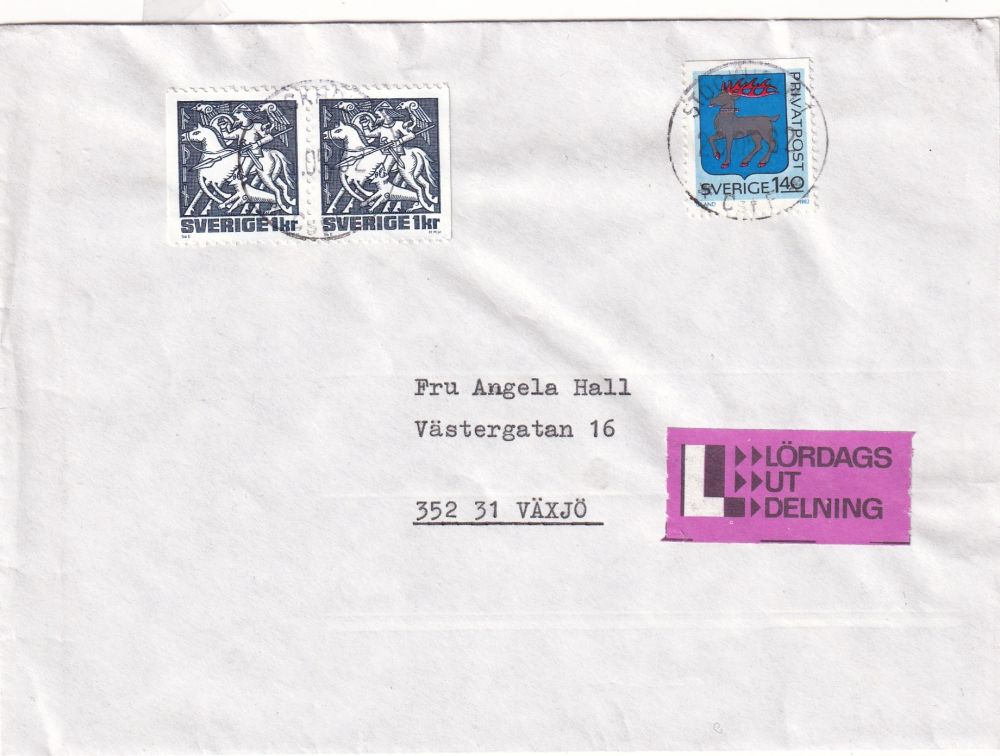 SVERIGE 1kr
SVERIGE 1kr
PRIVATPOST
SVERIGE 1.40
1982
Fru Angela Hall
Västergatan 16
352 31 VÄXJÖ
L
LÖRDAGS
UT
DELNING